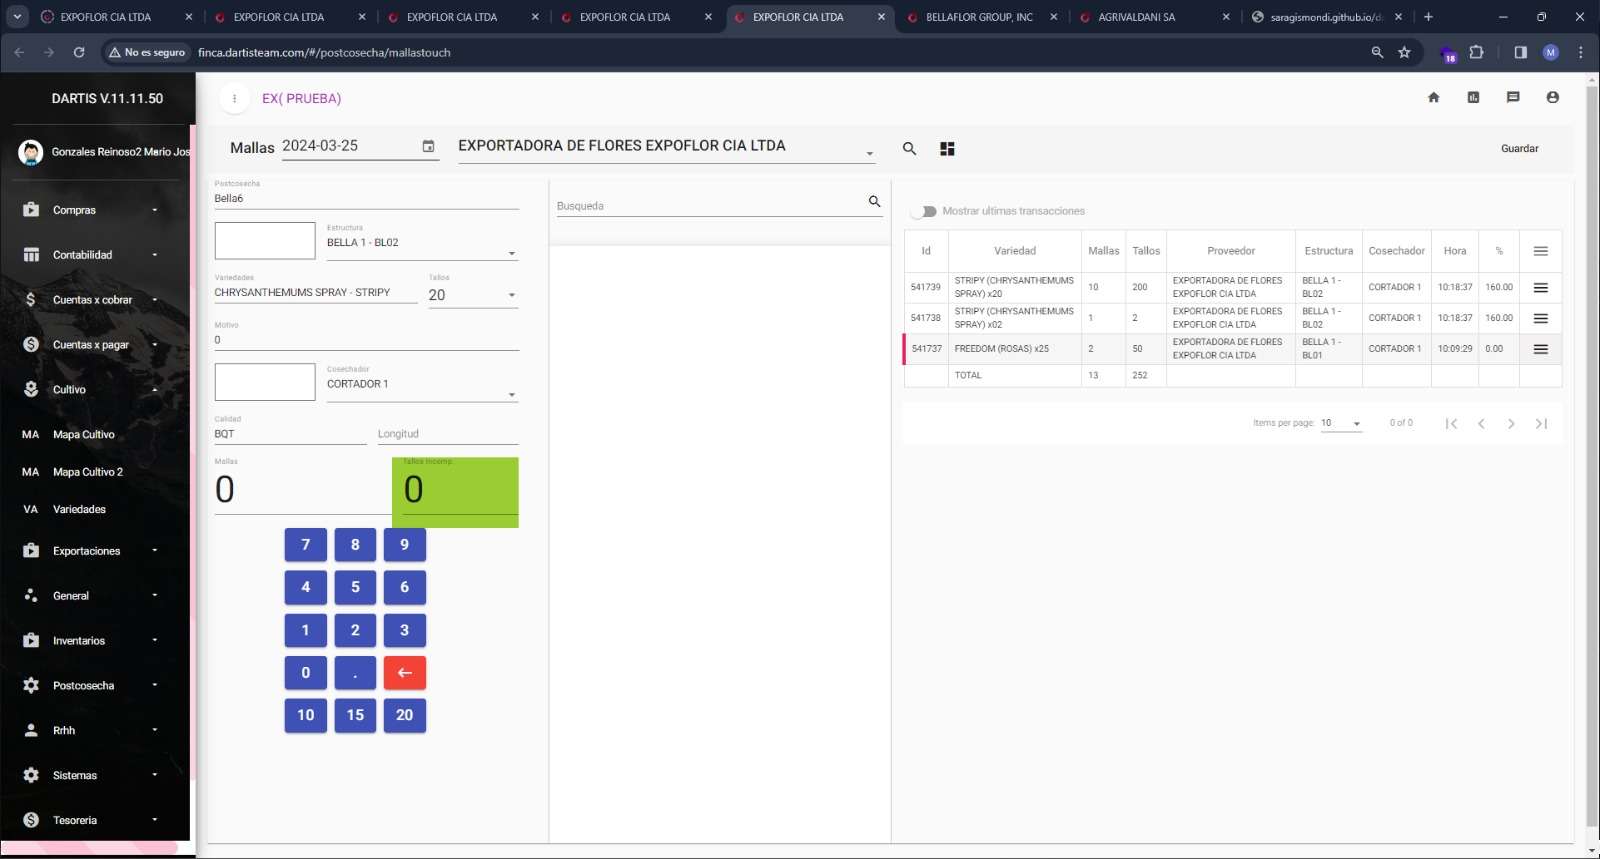 EXPOFLOR CIA LTDA
EXPOFLOR CIA LTDA
EXPOFLOR CIA LTDA
EXPOFLOR CIA LTDA
EXPOFLOR CIA LTDA
BELLAFLOR GROUP, INC
AGRIVALDANI SA
saragismondi.github.io/d
No es seguro
finca.dartisteam.com/#/postcosecha/mallastouch
18
M
DARTIS V.11.11.50
Gonzales Reinoso2 Mario Jos
Compras
Contabilidad
Cuentas x cobrar
Cuentas x pagar
Cultivo
MA Mapa Cultivo
MA Mapa Cultivo 2
VA Variedades
Exportaciones
General
Inventarios
Postcosecha
Rrhh
Sistemas
Tesoreria
EX( PRUEBA)
Mallas 2024-03-25 EXPORTADORA DE FLORES EXPOFLOR CIA LTDA
Guardar
Postcosecha
Bella6
Estructura
BELLA 1 - BL02
Variedades
CHRYSANTHEMUMS SPRAY - STRIPY
Tallos
20
Motivo
0
Cosechador
CORTADOR 1
Calidad
BQT
Longitud
Mallas
0
Tallos Incomp.
0
7 8 9
4 5 6
1 2 3
0 . ←
10 15 20
Busqueda
Mostrar ultimas transacciones
Id Variedad Mallas Tallos Proveedor Estructura Cosechador Hora %
541739 STRIPY (CHRYSANTHEMUMS SPRAY) x20 10 200 EXPORTADORA DE FLORES EXPOFLOR CIA LTDA BELLA 1 - BL02 CORTADOR 1 10:18:37 160.00
541738 STRIPY (CHRYSANTHEMUMS SPRAY) x02 1 2 EXPORTADORA DE FLORES EXPOFLOR CIA LTDA BELLA 1 - BL02 CORTADOR 1 10:18:37 160.00
541737 FREEDOM (ROSAS) x25 2 50 EXPORTADORA DE FLORES EXPOFLOR CIA LTDA BELLA 1 - BL01 CORTADOR 1 10:09:29 0.00
TOTAL 13 252
Items per page: 10 0 of 0